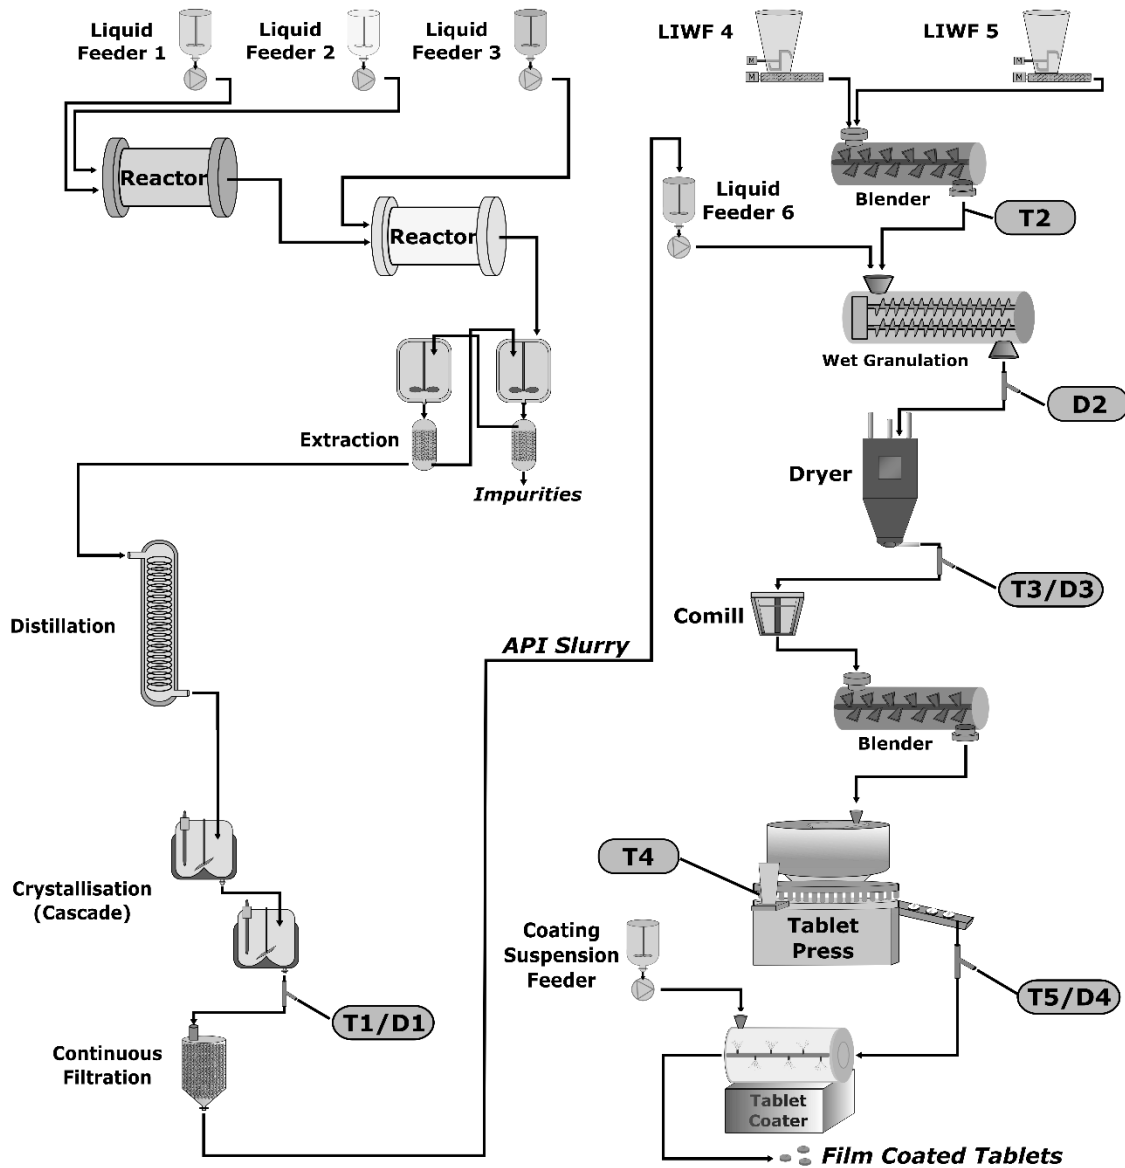 Liquid
Feeder 1
Liquid
Feeder 2
Liquid
Feeder 3
Reactor
Reactor
Extraction
Impurities
Distillation
Crystallisation
(Cascade)
T1/D1
Continuous
Filtration
API Slurry
LIWF 4
LIWF 5
M
M
M
M
Blender
T2
Liquid
Feeder 6
Wet Granulation
D2
Dryer
T3/D3
Comill
Blender
T4
Tablet
Press
T5/D4
Coating
Suspension
Feeder
Tablet
Coater
Film Coated Tablets